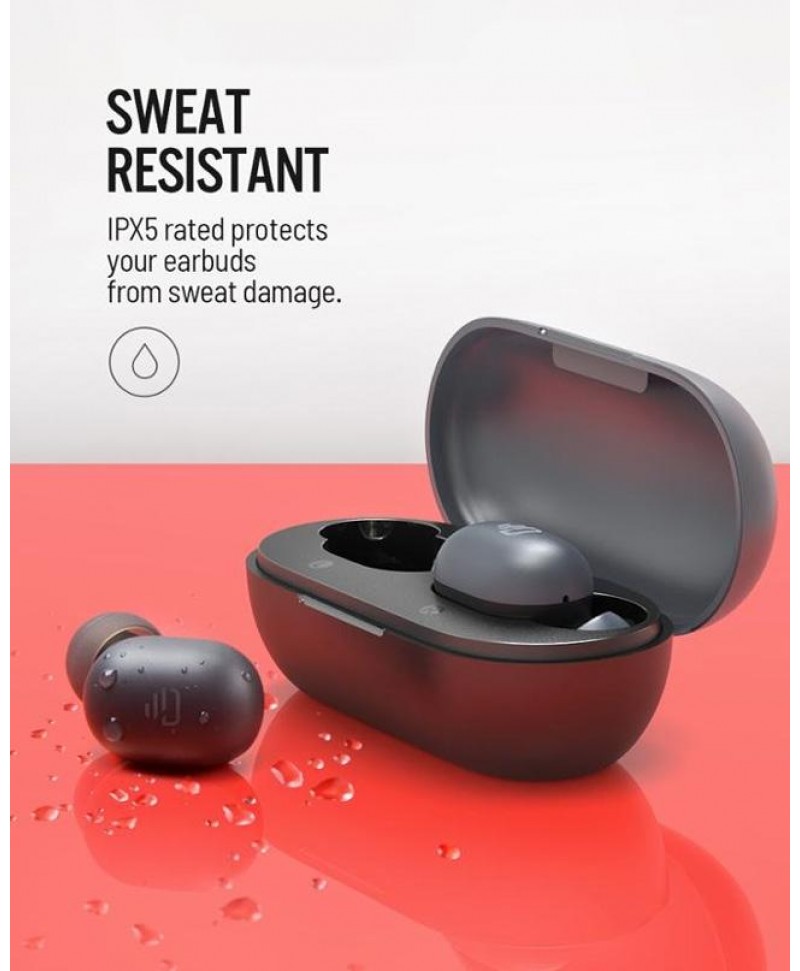 SWEAT
RESISTANT
IPX5 rated protects
your earbuds
from sweat damage.